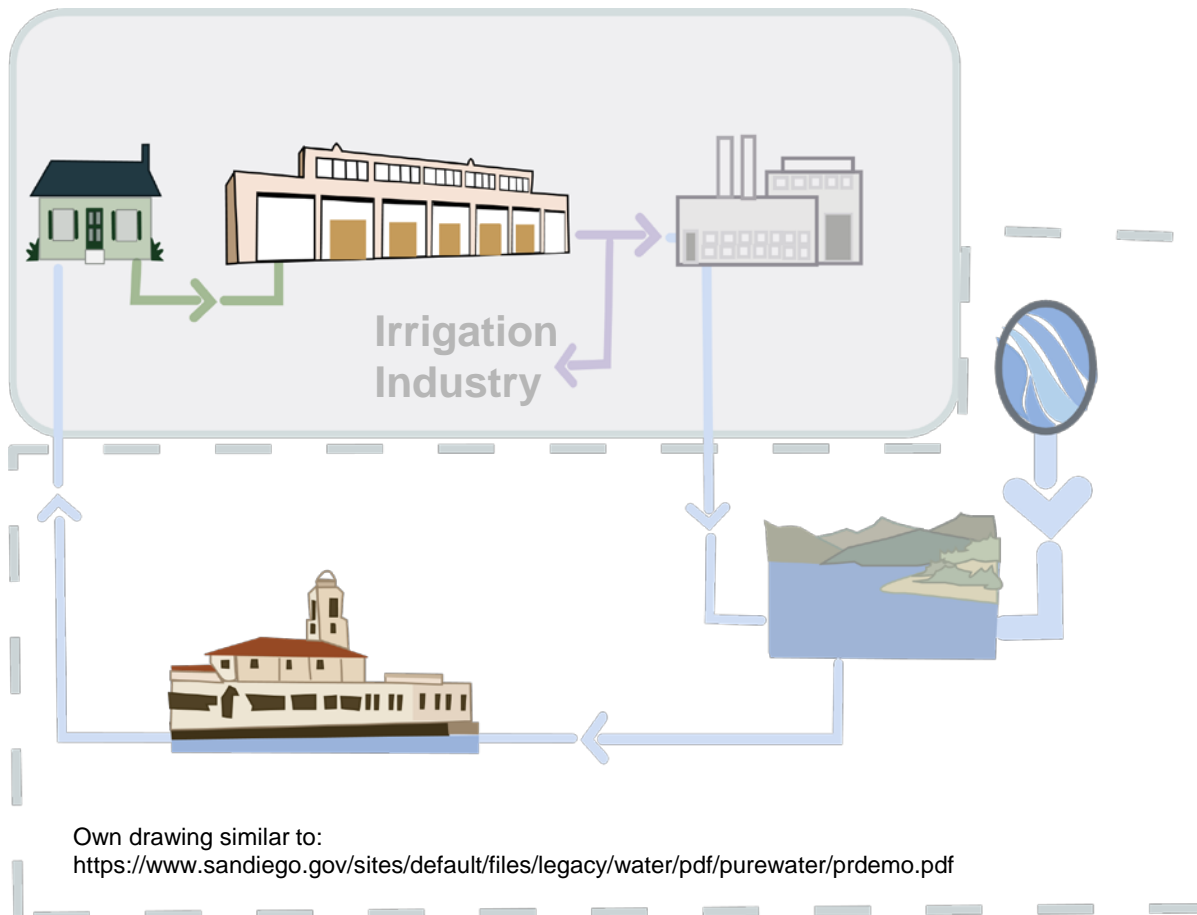 Irrigation
Industry
Own drawing similar to:
https://www.sandiego.gov/sites/default/files/legacy/water/pdf/purewater/prdemo.pdf